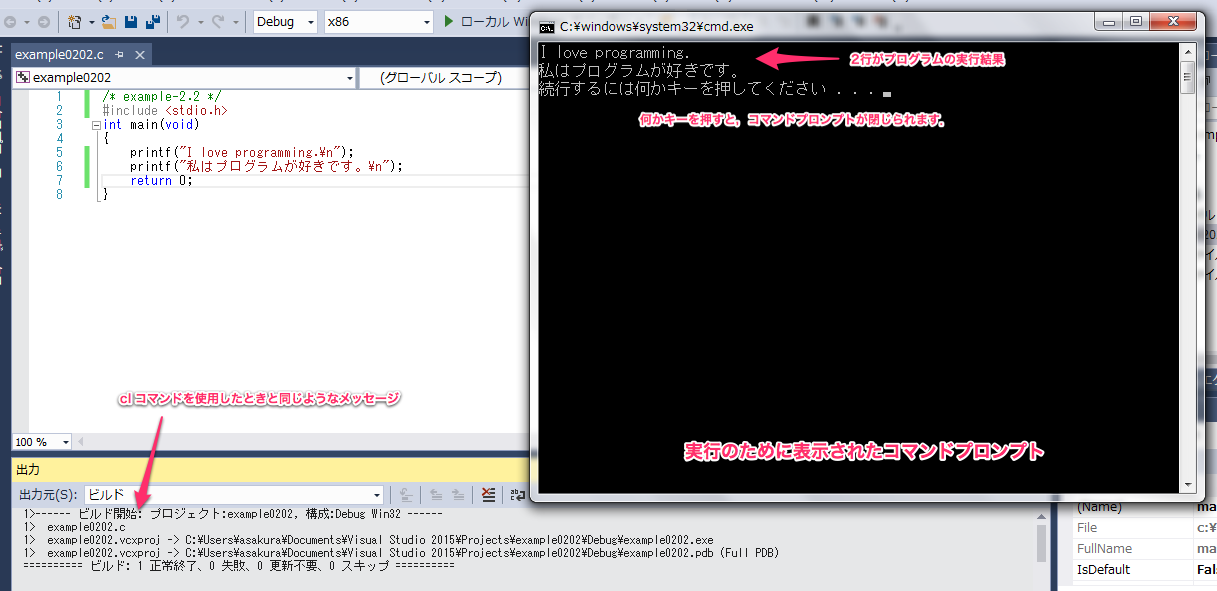 Debug
x86
ローカル Wi
example0202.c
example0202
(グローバル スコープ)
1 /* example-2.2 */
2 #include <stdio.h>
3 int main(void)
4 {
5 printf("I love programming.¥n");
6 printf("私はプログラムが好きです。¥n");
7 return 0;
8 }
C:¥windows¥system32¥cmd.exe
I love programming.
私はプログラムが好きです。
続行するには何かキーを押してください . . .
2行がプログラムの実行結果
何かキーを押すと，コマンドプロンプトが閉じられます．
実行のために表示されたコマンドプロンプト
cl コマンドを使用したときと同じようなメッセージ
100 %
出力
出力元(S): ビルド
1>------ ビルド開始: プロジェクト:example0202, 構成:Debug Win32 ------
1> example0202.c
1> example0202.vcxproj -> C:¥Users¥asakura¥Documents¥Visual Studio 2015¥Projects¥example0202¥Debug¥example0202.exe
1> example0202.vcxproj -> C:¥Users¥asakura¥Documents¥Visual Studio 2015¥Projects¥example0202¥Debug¥example0202.pdb (Full PDB)
========== ビルド: 1 正常終了、0 失敗、0 更新不要、0 スキップ ==========
(Name) ma
File c:¥
FullName ma
IsDefault Fal